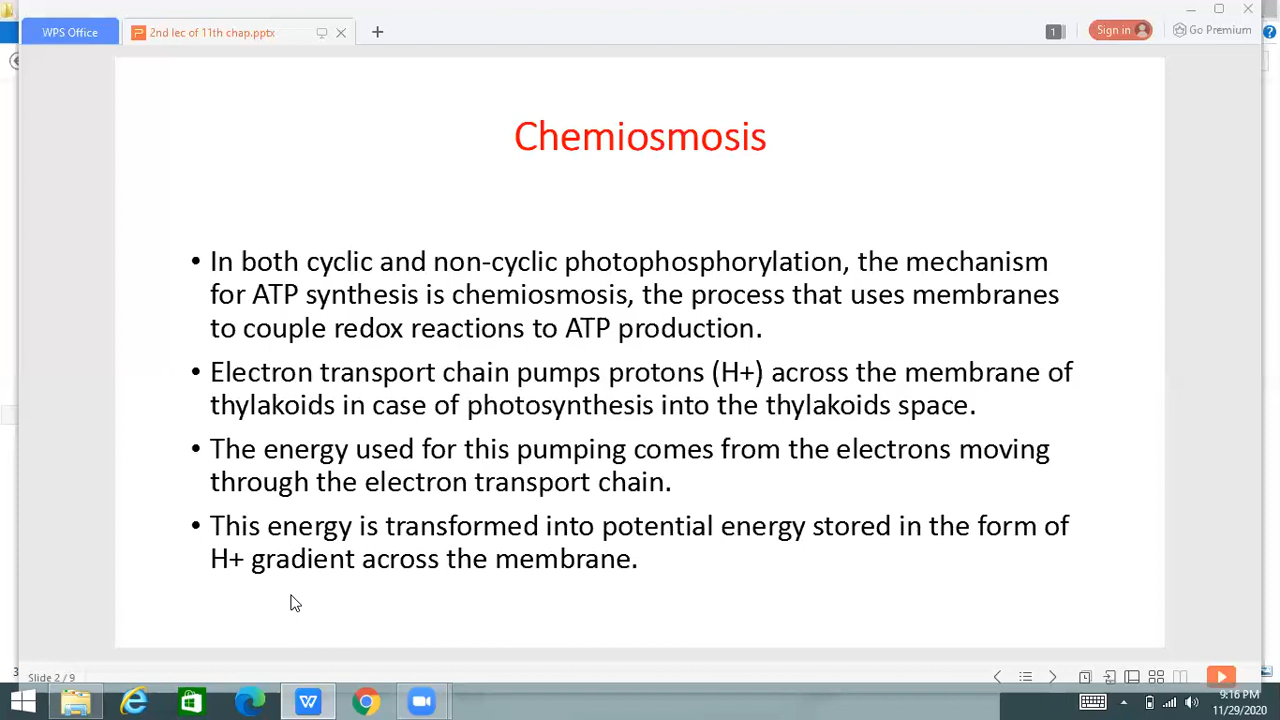 WPS Office
2nd lec of 11th chap.pptx
1
Sign in
Go Premium
Chemiosmosis
• In both cyclic and non-cyclic photophosphorylation, the mechanism
for ATP synthesis is chemiosmosis, the process that uses membranes
to couple redox reactions to ATP production.
• Electron transport chain pumps protons (H+) across the membrane of
thylakoids in case of photosynthesis into the thylakoids space.
• The energy used for this pumping comes from the electrons moving
through the electron transport chain.
• This energy is transformed into potential energy stored in the form of
H+ gradient across the membrane.
Slide 2 / 9
9:16 PM
11/29/2020